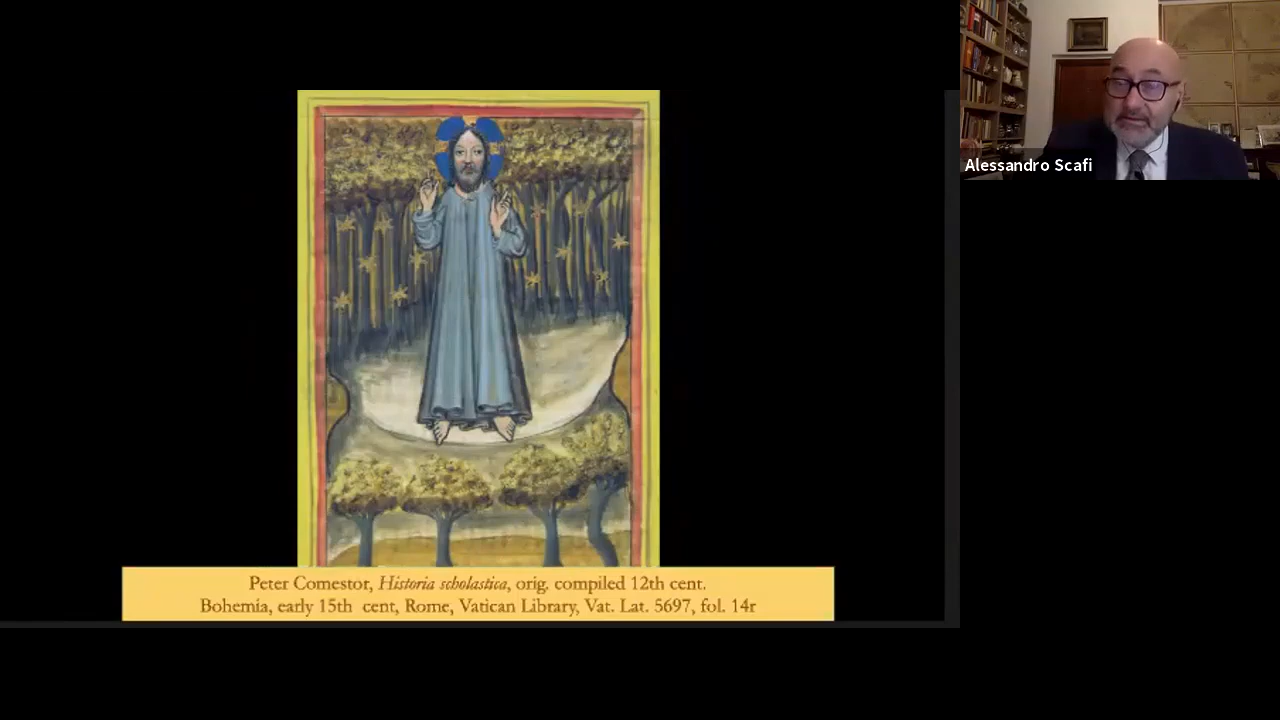 Alessandro Scafi
Peter Comestor, Historia scholastica, orig. compiled 12th cent.
Bohemia, early 15th cent, Rome, Vatican Library, Vat. Lat. 5697, fol. 14r